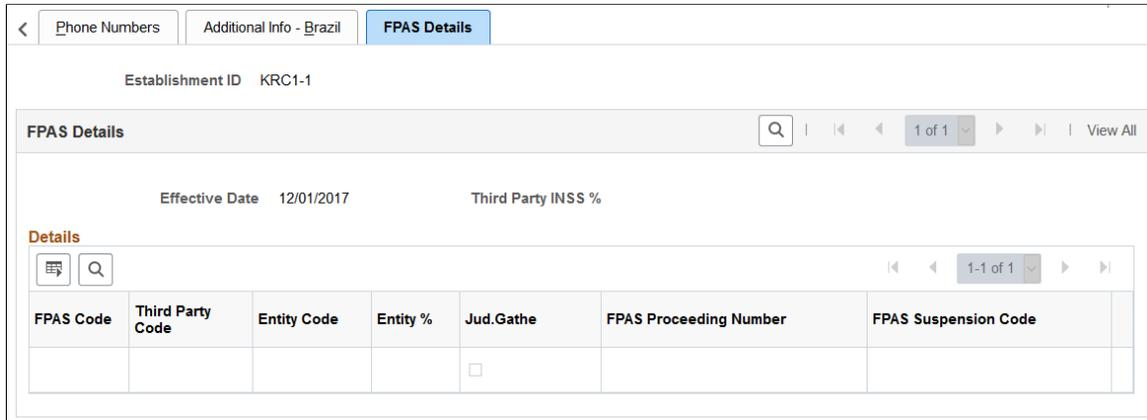 Phone Numbers Additional Info - Brazil FPAS Details
Establishment ID KRC1-1
FPAS Details 1 of 1 View All
Effective Date 12/01/2017 Third Party INSS %
Details
1-1 of 1
FPAS Code Third Party Code Entity Code Entity % Jud.Gathe FPAS Proceeding Number FPAS Suspension Code